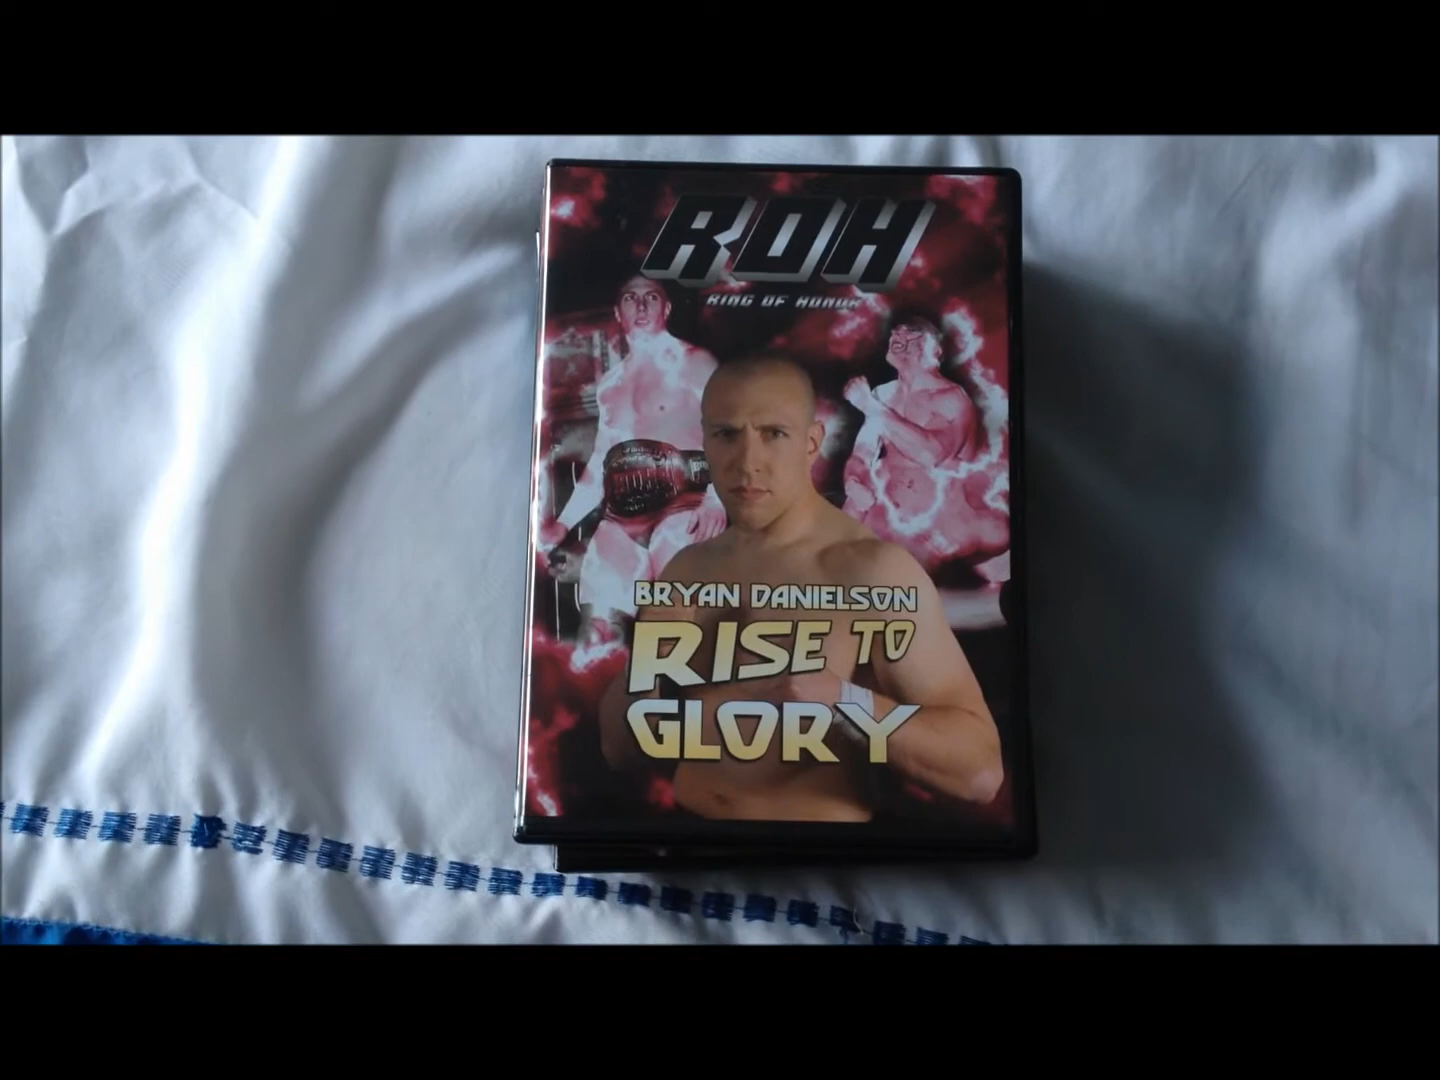 ROH
RING OF HONOR
BRYAN DANIELSON
RISE TO
GLORY